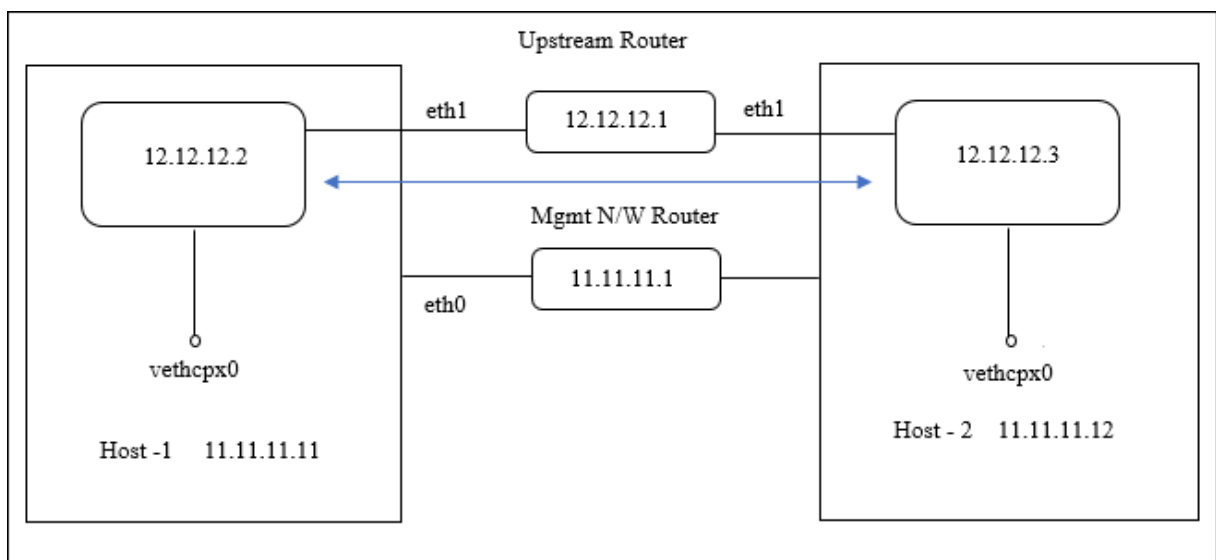 Upstream Router
eth1
12.12.12.1
eth1
12.12.12.2
12.12.12.3
Mgmt N/W Router
11.11.11.1
eth0
vethcpx0
vethcpx0
Host -1 11.11.11.11
Host - 2 11.11.11.12